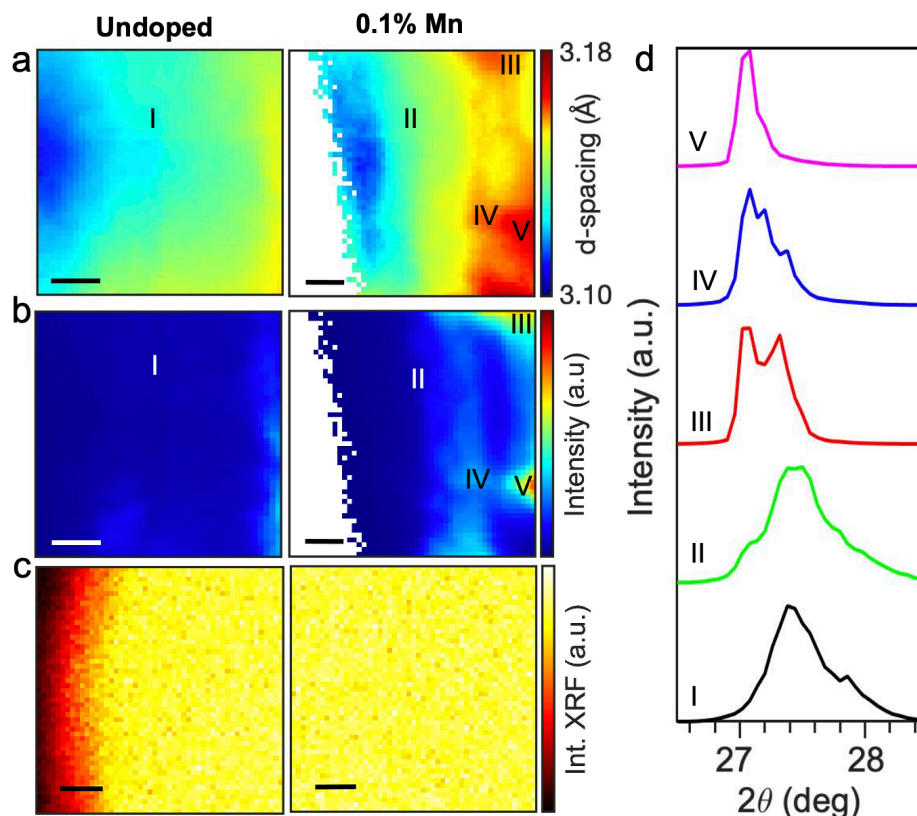 Undoped
0.1% Mn
a
I
II
III
IV
V
3.18
d-spacing (Å)
3.10
b
I
II
III
IV
V
Intensity (a.u)
c
Int. XRF (a.u.)
d
V
IV
III
II
I
Intensity (a.u.)
27
28
2θ (deg)